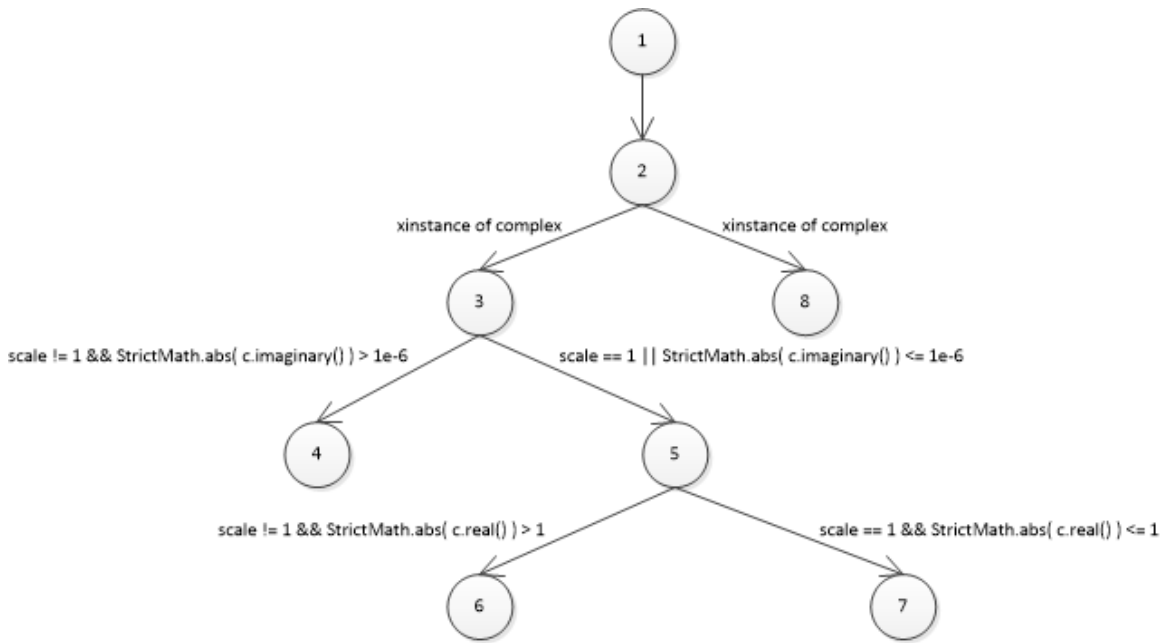 1
2
xinstance of complex
xinstance of complex
3
8
scale != 1 && StrictMath.abs( c.imaginary() ) > 1e-6
scale == 1 || StrictMath.abs( c.imaginary() ) <= 1e-6
4
5
scale != 1 && StrictMath.abs( c.real() ) > 1
scale == 1 && StrictMath.abs( c.real() ) <= 1
6
7